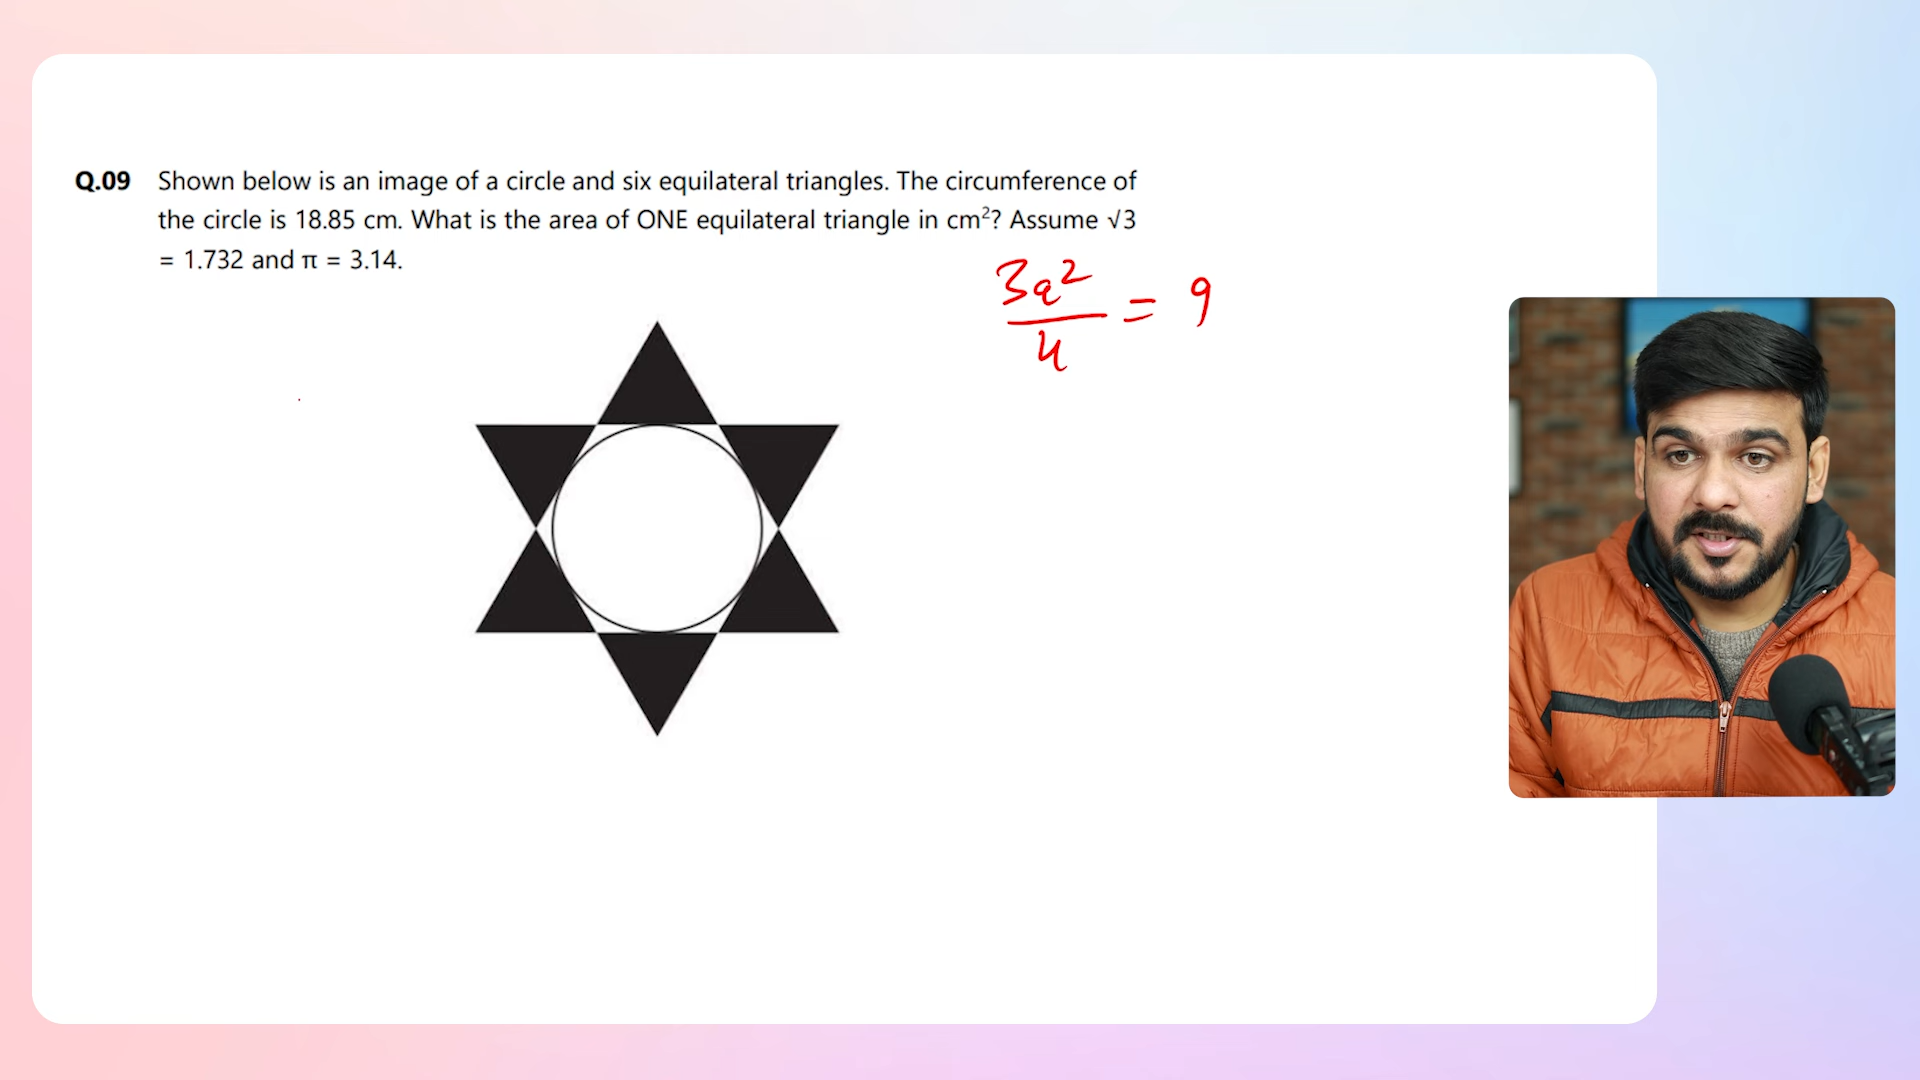 Q.09 Shown below is an image of a circle and six equilateral triangles. The circumference of
the circle is 18.85 cm. What is the area of ONE equilateral triangle in cm²? Assume √3
= 1.732 and π = 3.14.
3a²/4 = 9